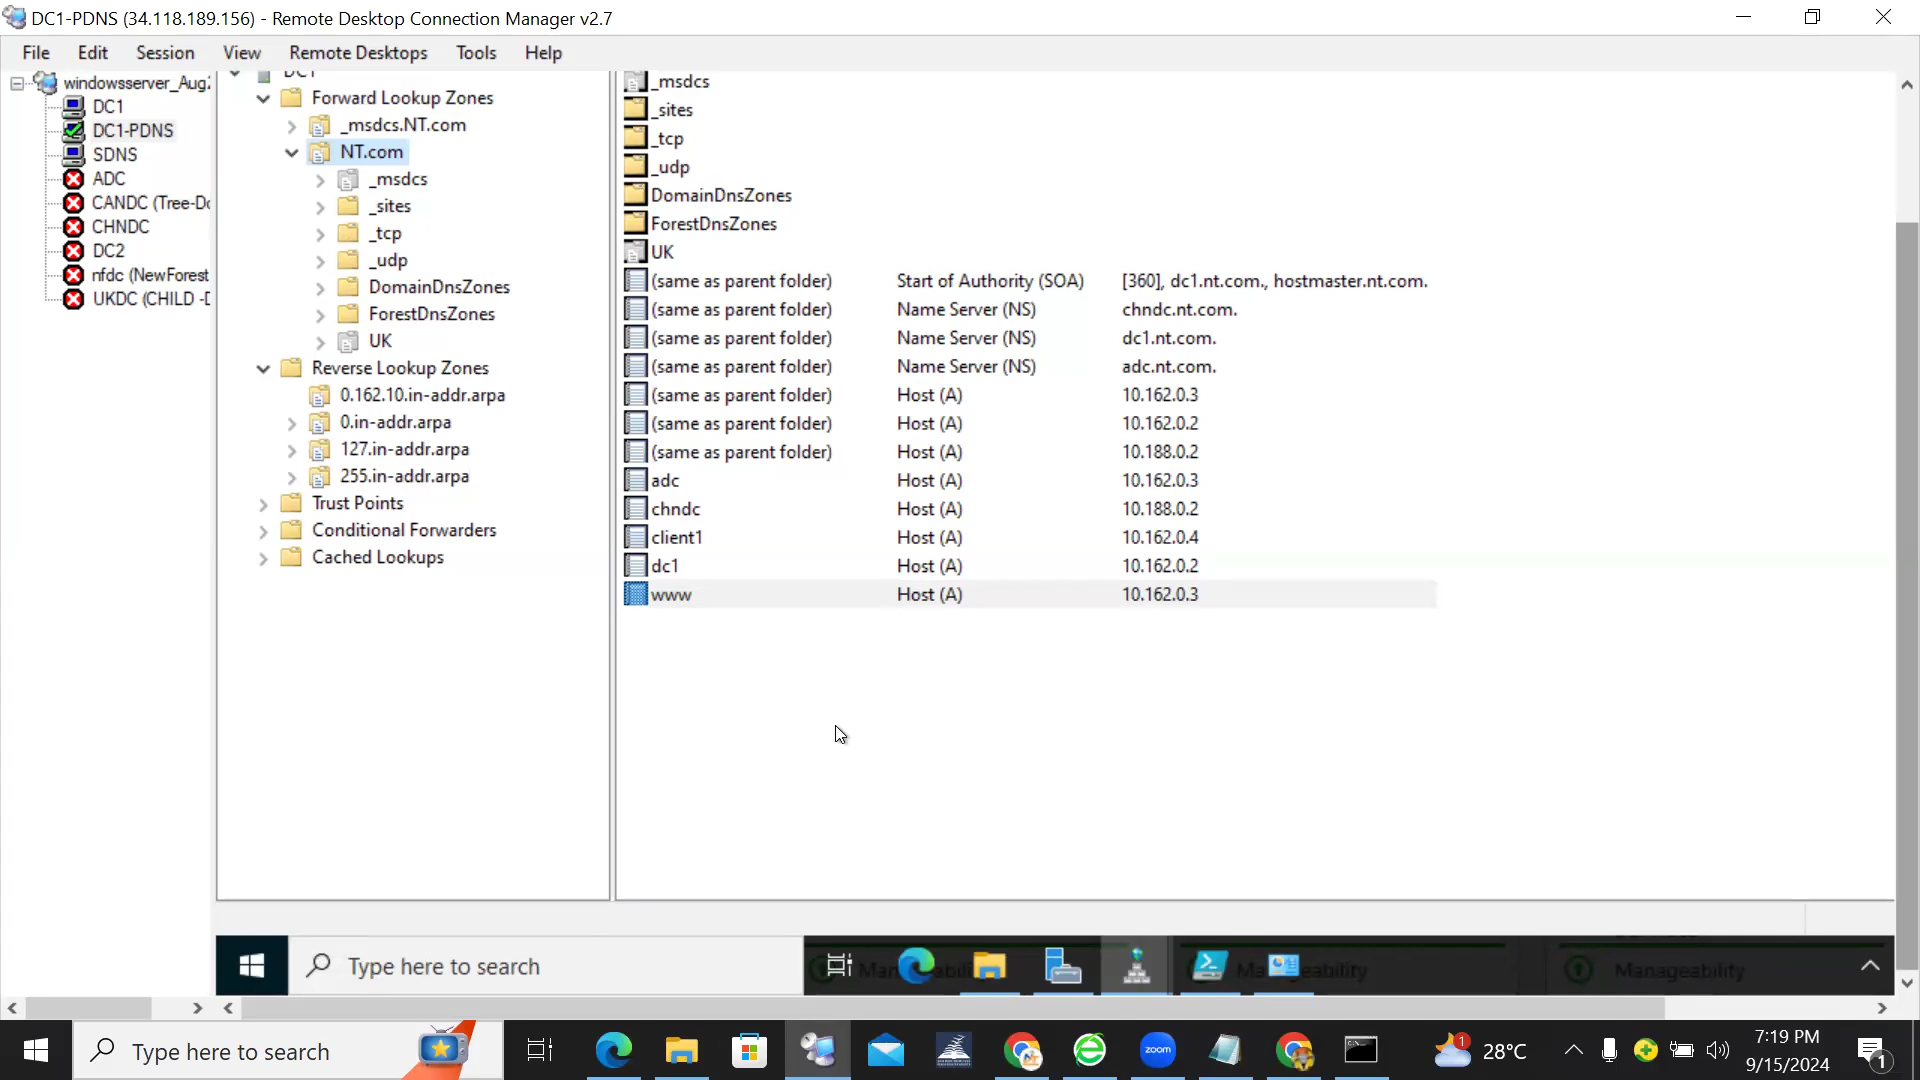 DC1-PDNS (34.118.189.156) - Remote Desktop Connection Manager v2.7
File Edit Session View Remote Desktops Tools Help
windowsserver_Aug
DC1
DC1-PDNS
SDNS
ADC
CANDC (Tree-Do
CHNDC
DC2
nfdc (NewForest
UKDC (CHILD -D
DC1
Forward Lookup Zones
_msdcs.NT.com
NT.com
_msdcs
_sites
_tcp
_udp
DomainDnsZones
ForestDnsZones
UK
Reverse Lookup Zones
0.162.10.in-addr.arpa
0.in-addr.arpa
127.in-addr.arpa
255.in-addr.arpa
Trust Points
Conditional Forwarders
Cached Lookups
_msdcs
_sites
_tcp
_udp
DomainDnsZones
ForestDnsZones
UK
(same as parent folder) Start of Authority (SOA) [360], dc1.nt.com., hostmaster.nt.com.
(same as parent folder) Name Server (NS) chndc.nt.com.
(same as parent folder) Name Server (NS) dc1.nt.com.
(same as parent folder) Name Server (NS) adc.nt.com.
(same as parent folder) Host (A) 10.162.0.3
(same as parent folder) Host (A) 10.162.0.2
(same as parent folder) Host (A) 10.188.0.2
adc Host (A) 10.162.0.3
chndc Host (A) 10.188.0.2
client1 Host (A) 10.162.0.4
dc1 Host (A) 10.162.0.2
www Host (A) 10.162.0.3
Type here to search
Manageability
Type here to search
zoom
1
28°C
7:19 PM
9/15/2024
1